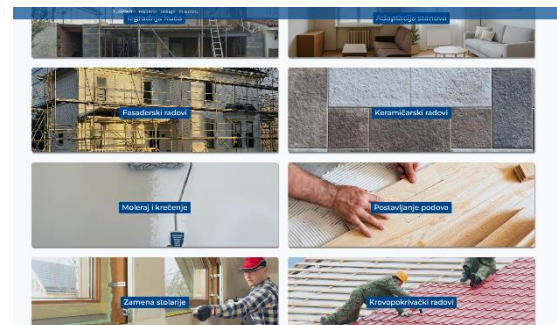 Izgradnja kuća
Adaptacija stanova
Fasaderski radovi
Keramičarski radovi
Moleraj i krečenje
Postavljanje podova
Zamena stolarije
Krovopokrivački radovi